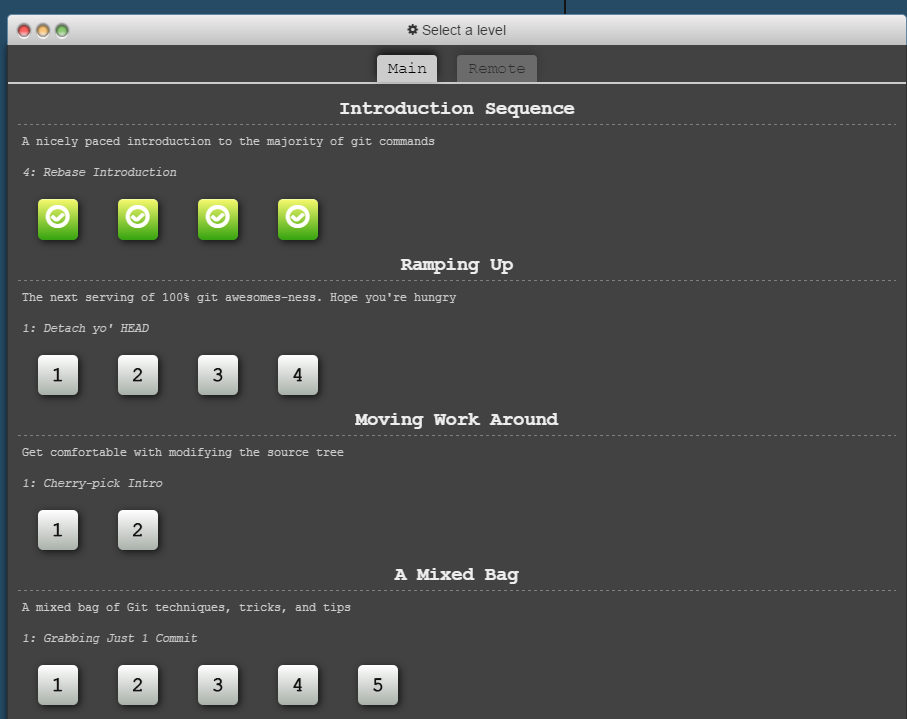 Select a level
Main Remote
Introduction Sequence
A nicely paced introduction to the majority of git commands
4: Rebase Introduction
Ramping Up
The next serving of 100% git awesomes-ness. Hope you're hungry
1: Detach yo' HEAD
1 2 3 4
Moving Work Around
Get comfortable with modifying the source tree
1: Cherry-pick Intro
1 2
A Mixed Bag
A mixed bag of Git techniques, tricks, and tips
1: Grabbing Just 1 Commit
1 2 3 4 5